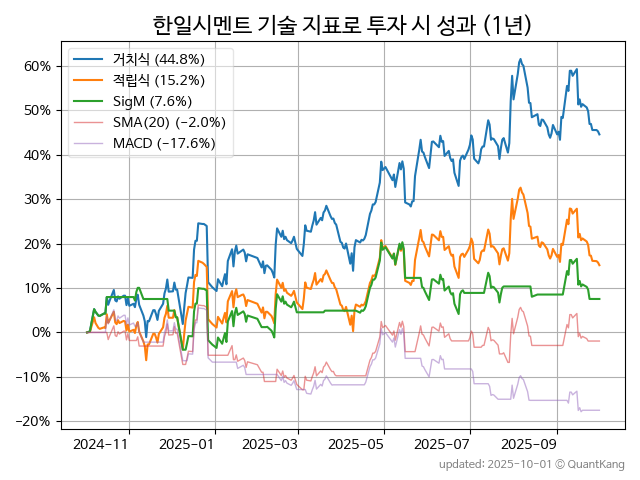 한일시멘트 기술 지표로 투자 시 성과 (1년)
거치식 (44.8%)
적립식 (15.2%)
SigM (7.6%)
SMA(20) (−2.0%)
MACD (−17.6%)
60%
50%
40%
30%
20%
10%
0%
−10%
−20%
2024-11 2025-01 2025-03 2025-05 2025-07 2025-09
updated: 2025-10-01 © QuantKang